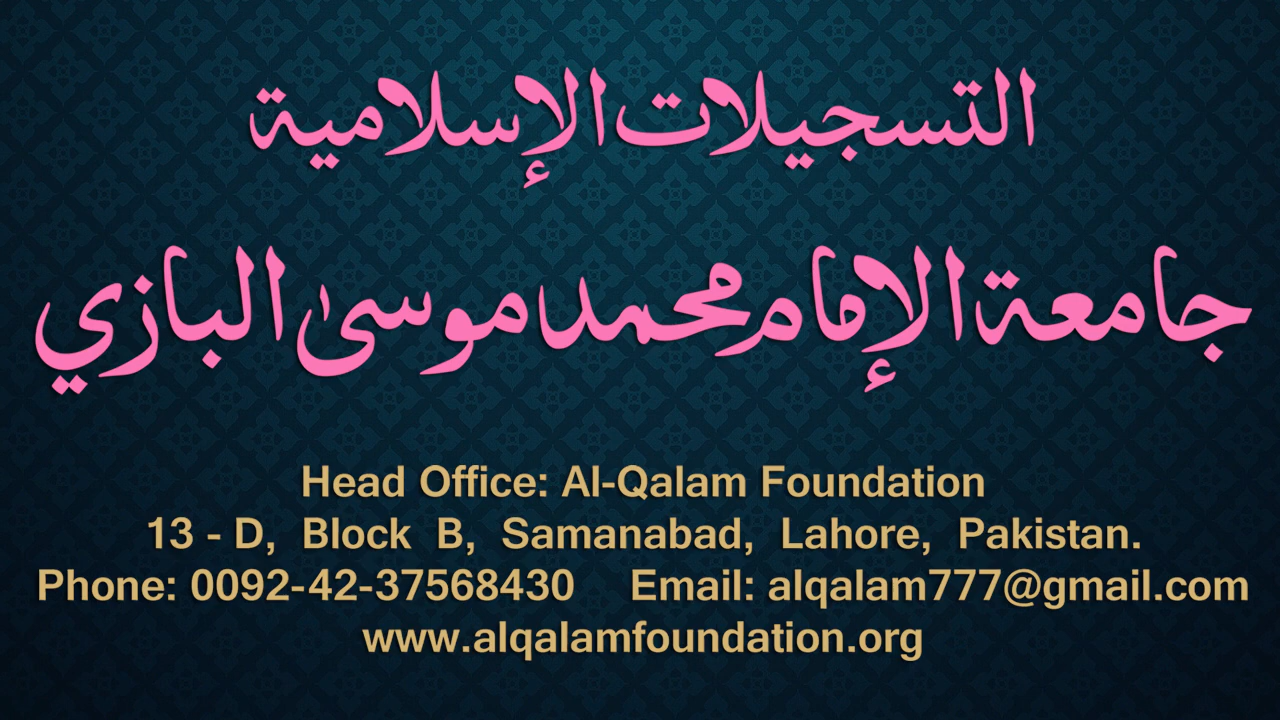 التسجيلات الإسلامية
جامعة الإمام محمد موسىٰ البازي
Head Office: Al-Qalam Foundation
13 - D, Block B, Samanabad, Lahore, Pakistan.
Phone: 0092-42-37568430 Email: alqalam777@gmail.com
www.alqalamfoundation.org